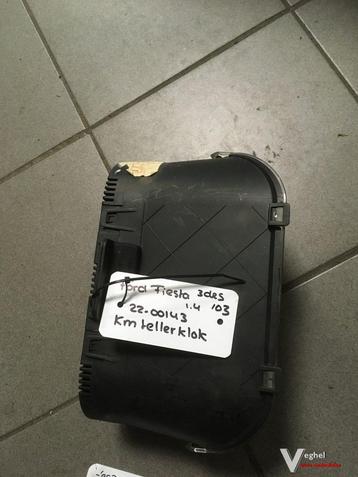 Ford Fiesta 3drs
1.4 '03
22-00143
Km tellerklok
Veghel